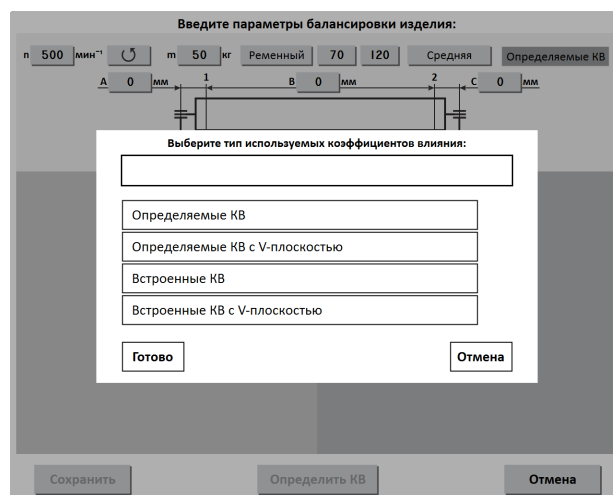 Введите параметры балансировки изделия:
n 500 мин⁻¹ m 50 кг Ременный 70 120 Средняя Определяемые КВ
A 0 мм 1 B 0 мм 2 C 0 мм
Выберите тип используемых коэффициентов влияния:
Определяемые КВ
Определяемые КВ с V-плоскостью
Встроенные КВ
Встроенные КВ с V-плоскостью
Готово Отмена
Сохранить Определить КВ Отмена